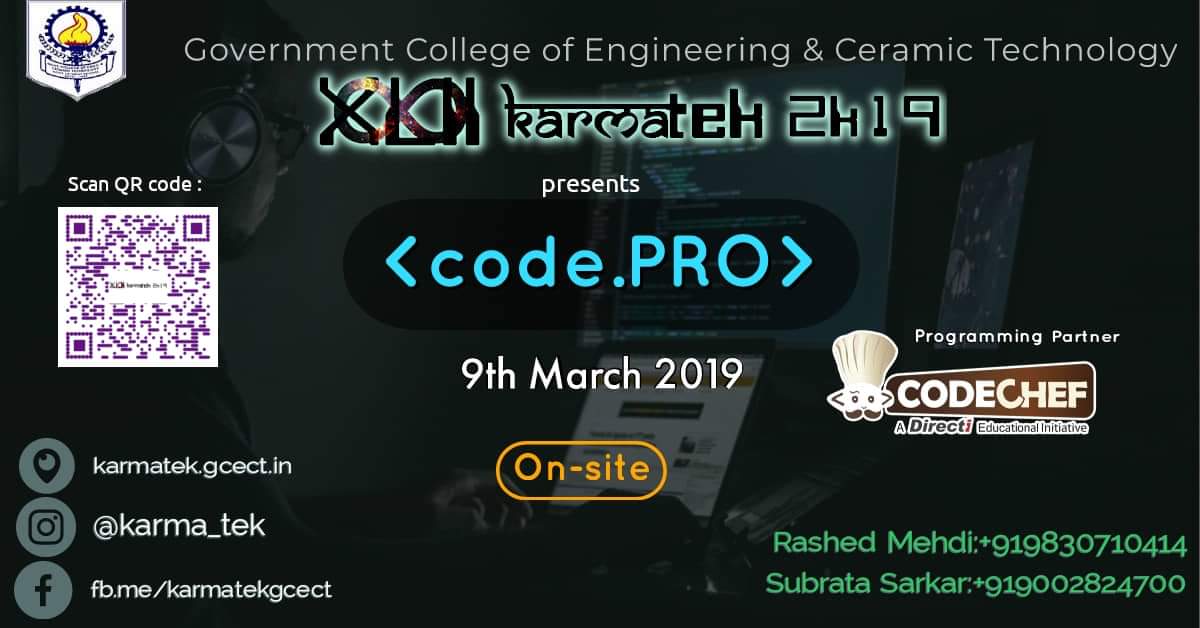 Government College of Engineering & Ceramic Technology
karmatek 2k19
presents
Scan QR code :
karmatek 2k19
<code.PRO>
9th March 2019
On-site
Programming Partner
CODECHEF
A Directi Educational Initiative
karmatek.gcect.in
@karma_tek
fb.me/karmatekgcect
Rashed Mehdi:+919830710414
Subrata Sarkar:+919002824700